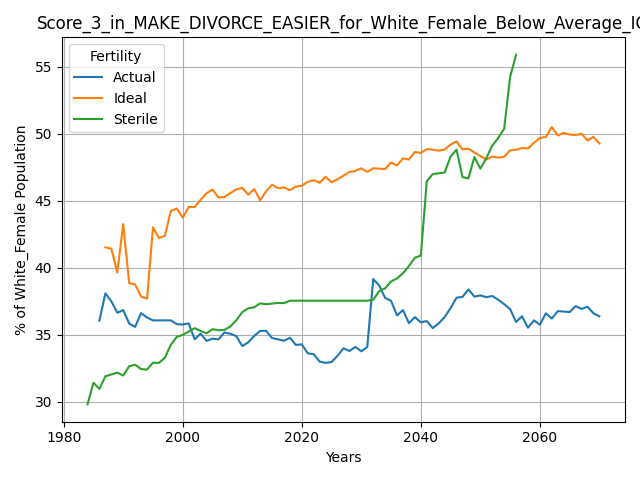 Score_3_in_MAKE_DIVORCE_EASIER_for_White_Female_Below_Average_IQ
Fertility
Actual
Ideal
Sterile
% of White_Female Population
55
50
45
40
35
30
1980
2000
2020
2040
2060
Years